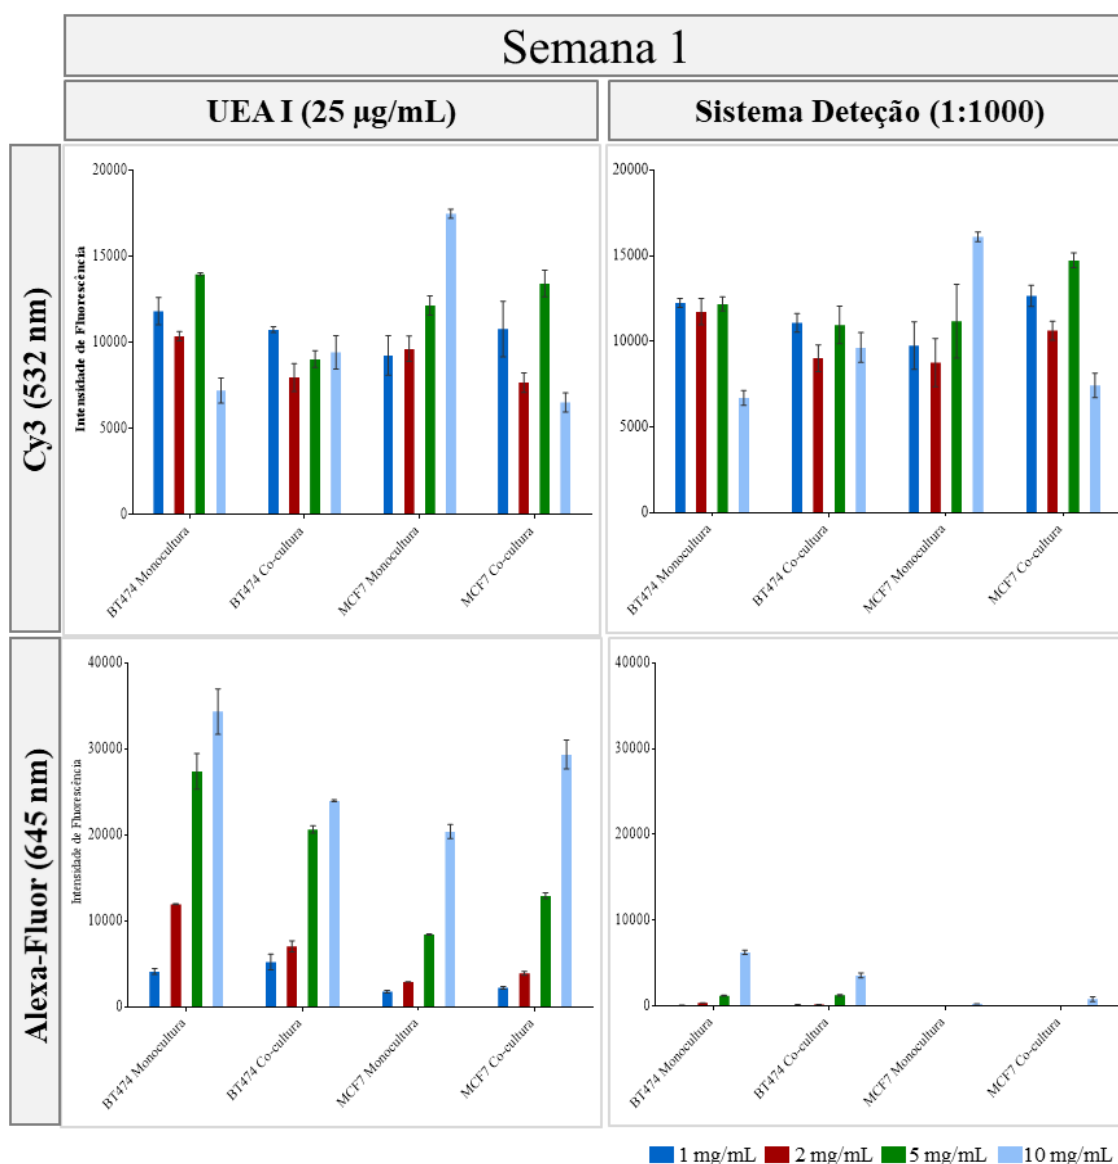 Semana 1
UEA I (25 µg/mL)
Sistema Deteção (1:1000)
Cy3 (532 nm)
Intensidade de Fluorescência
20000
15000
10000
5000
0
BT474 Monocultura
BT474 Co-cultura
MCF7 Monocultura
MCF7 Co-cultura
20000
15000
10000
5000
0
BT474 Monocultura
BT474 Co-cultura
MCF7 Monocultura
MCF7 Co-cultura
Alexa-Fluor (645 nm)
Intensidade de Fluorescência
40000
30000
20000
10000
0
BT474 Monocultura
BT474 Co-cultura
MCF7 Monocultura
MCF7 Co-cultura
40000
30000
20000
10000
0
BT474 Monocultura
BT474 Co-cultura
MCF7 Monocultura
MCF7 Co-cultura
1 mg/mL 2 mg/mL 5 mg/mL 10 mg/mL